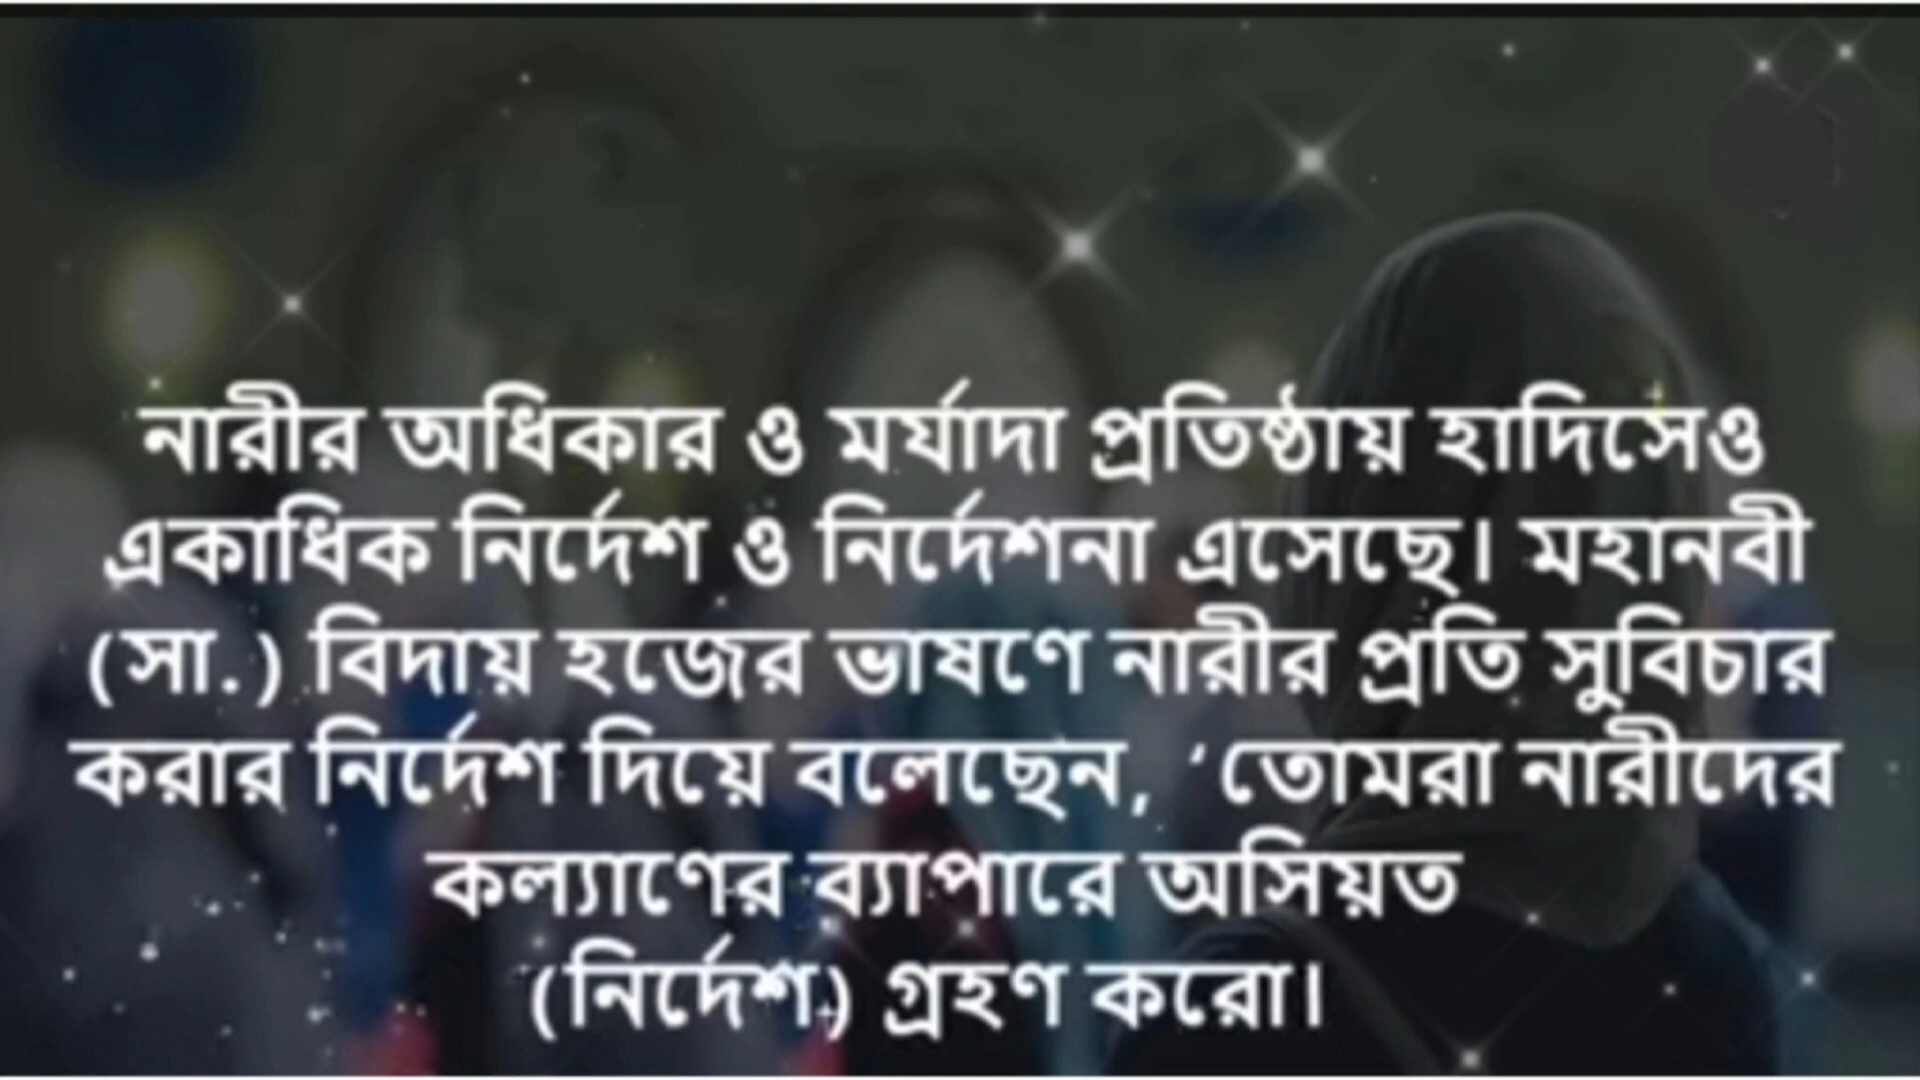 নারীর অধিকার ও মর্যাদা প্রতিষ্ঠায় হাদিসেও
একাধিক নির্দেশ ও নির্দেশনা এসেছে। মহানবী
(সা.) বিদায় হজের ভাষণে নারীর প্রতি সুবিচার
করার নির্দেশ দিয়ে বলেছেন, ‘তোমরা নারীদের
কল্যাণের ব্যাপারে অসিয়ত
(নির্দেশ) গ্রহণ করো।